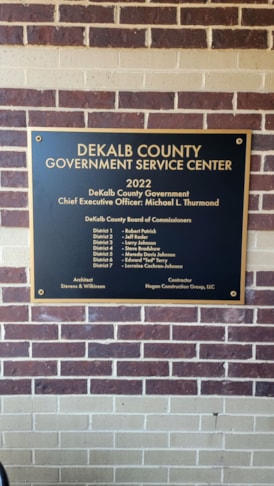 DEKALB COUNTY
GOVERNMENT SERVICE CENTER
2022
DeKalb County Government
Chief Executive Officer: Michael L. Thurmond
DeKalb County Board of Commissioners
District 1 - Robert Patrick
District 2 - Jeff Rader
District 3 - Larry Johnson
District 4 - Steve Bradshaw
District 5 - Mereda Davis Johnson
District 6 - Edward "Ted" Terry
District 7 - Lorraine Cochran-Johnson
Architect Contractor
Stevens & Wilkinson Hogan Construction Group, LLC